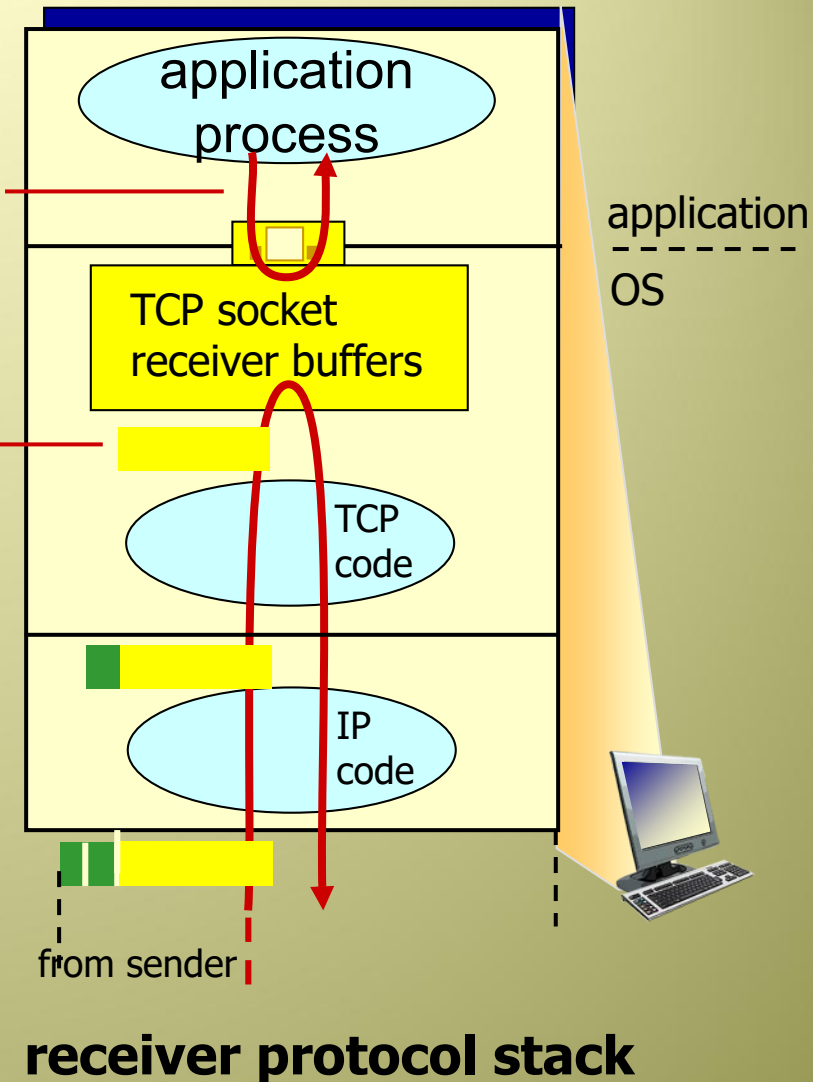 application
process
application
OS
TCP socket
receiver buffers
TCP
code
IP
code
from sender
receiver protocol stack